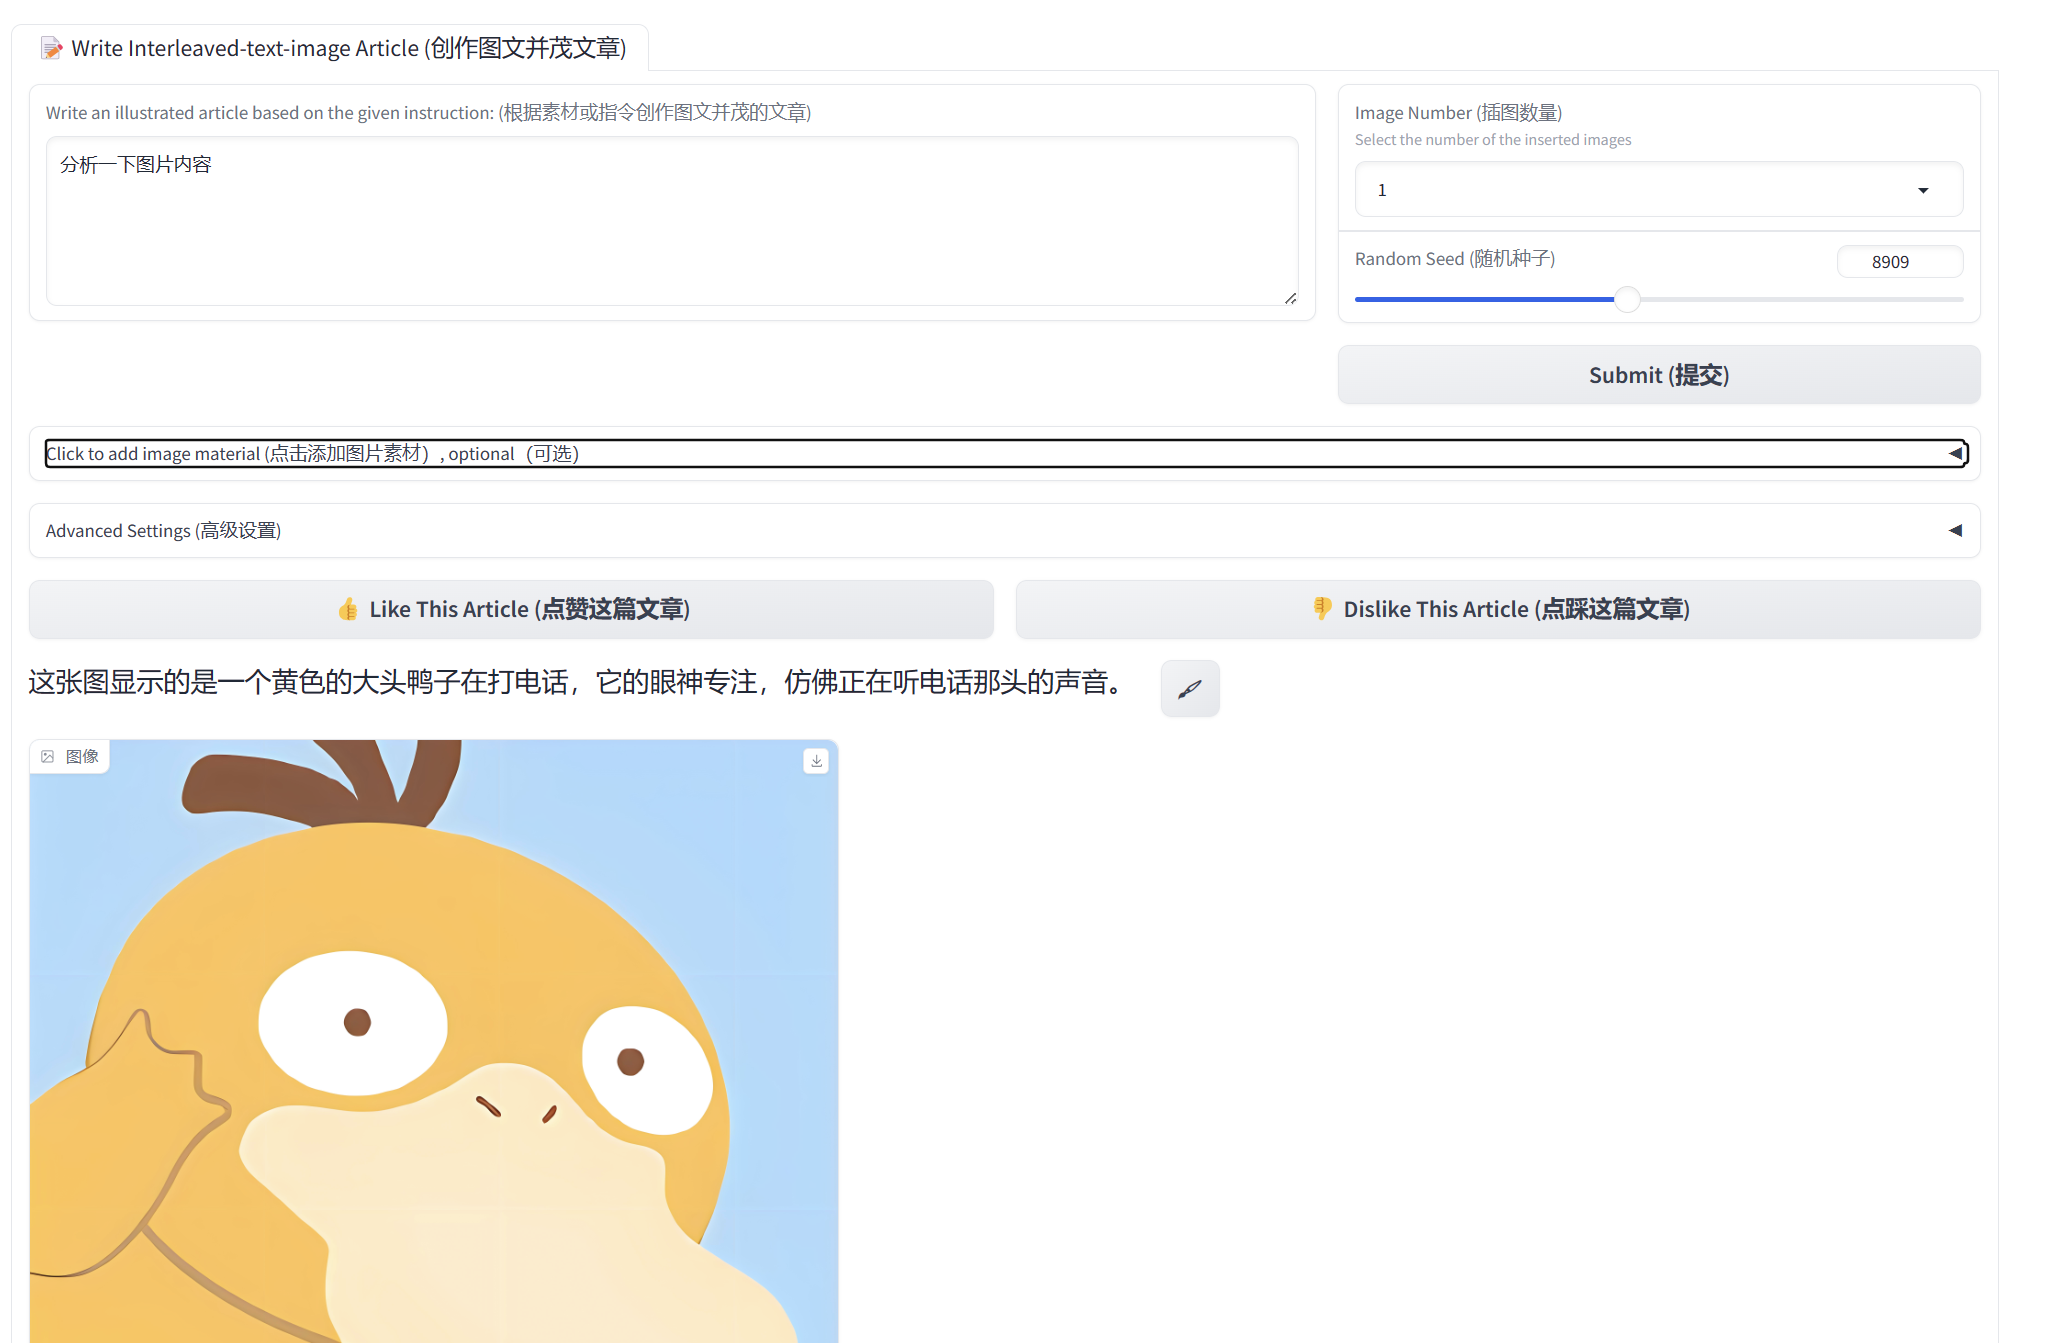 Write Interleaved-text-image Article (创作图文并茂文章)
Write an illustrated article based on the given instruction: (根据素材或指令创作图文并茂的文章)
分析一下图片内容
Image Number (插图数量)
Select the number of the inserted images
1
Random Seed (随机种子)
8909
Submit (提交)
Click to add image material (点击添加图片素材)，optional（可选）
Advanced Settings (高级设置)
Like This Article (点赞这篇文章)
Dislike This Article (点踩这篇文章)
这张图显示的是一个黄色的大头鸭子在打电话，它的眼神专注，仿佛正在听电话那头的声音。
图像